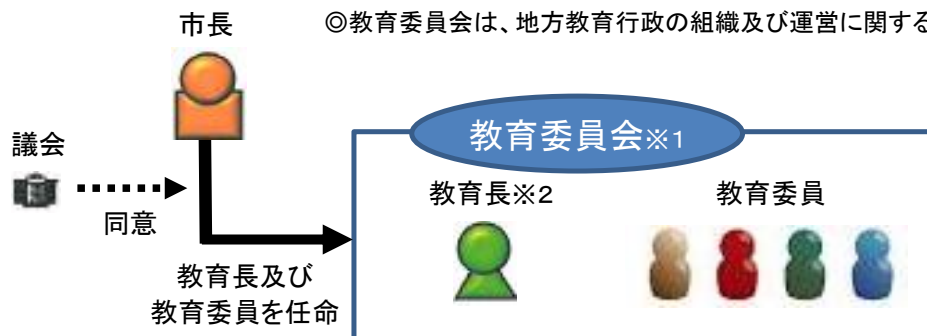 市長
◎教育委員会は、地方教育行政の組織及び運営に関する
教育委員会※1
議会
同意
教育長※2
教育委員
教育長及び
教育委員を任命